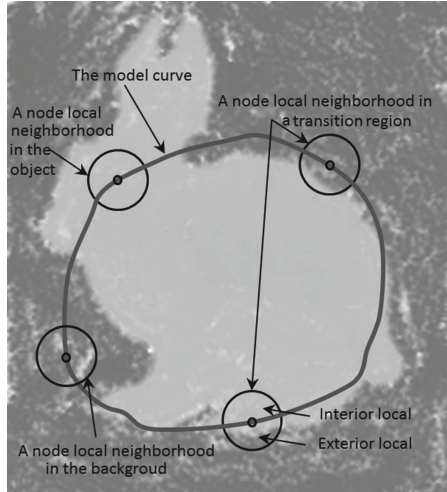 The model curve
A node local neighborhood in
a transition region
A node local
neighborhood
in the
object
Interior local
Exterior local
A node local neighborhood
in the backgroud